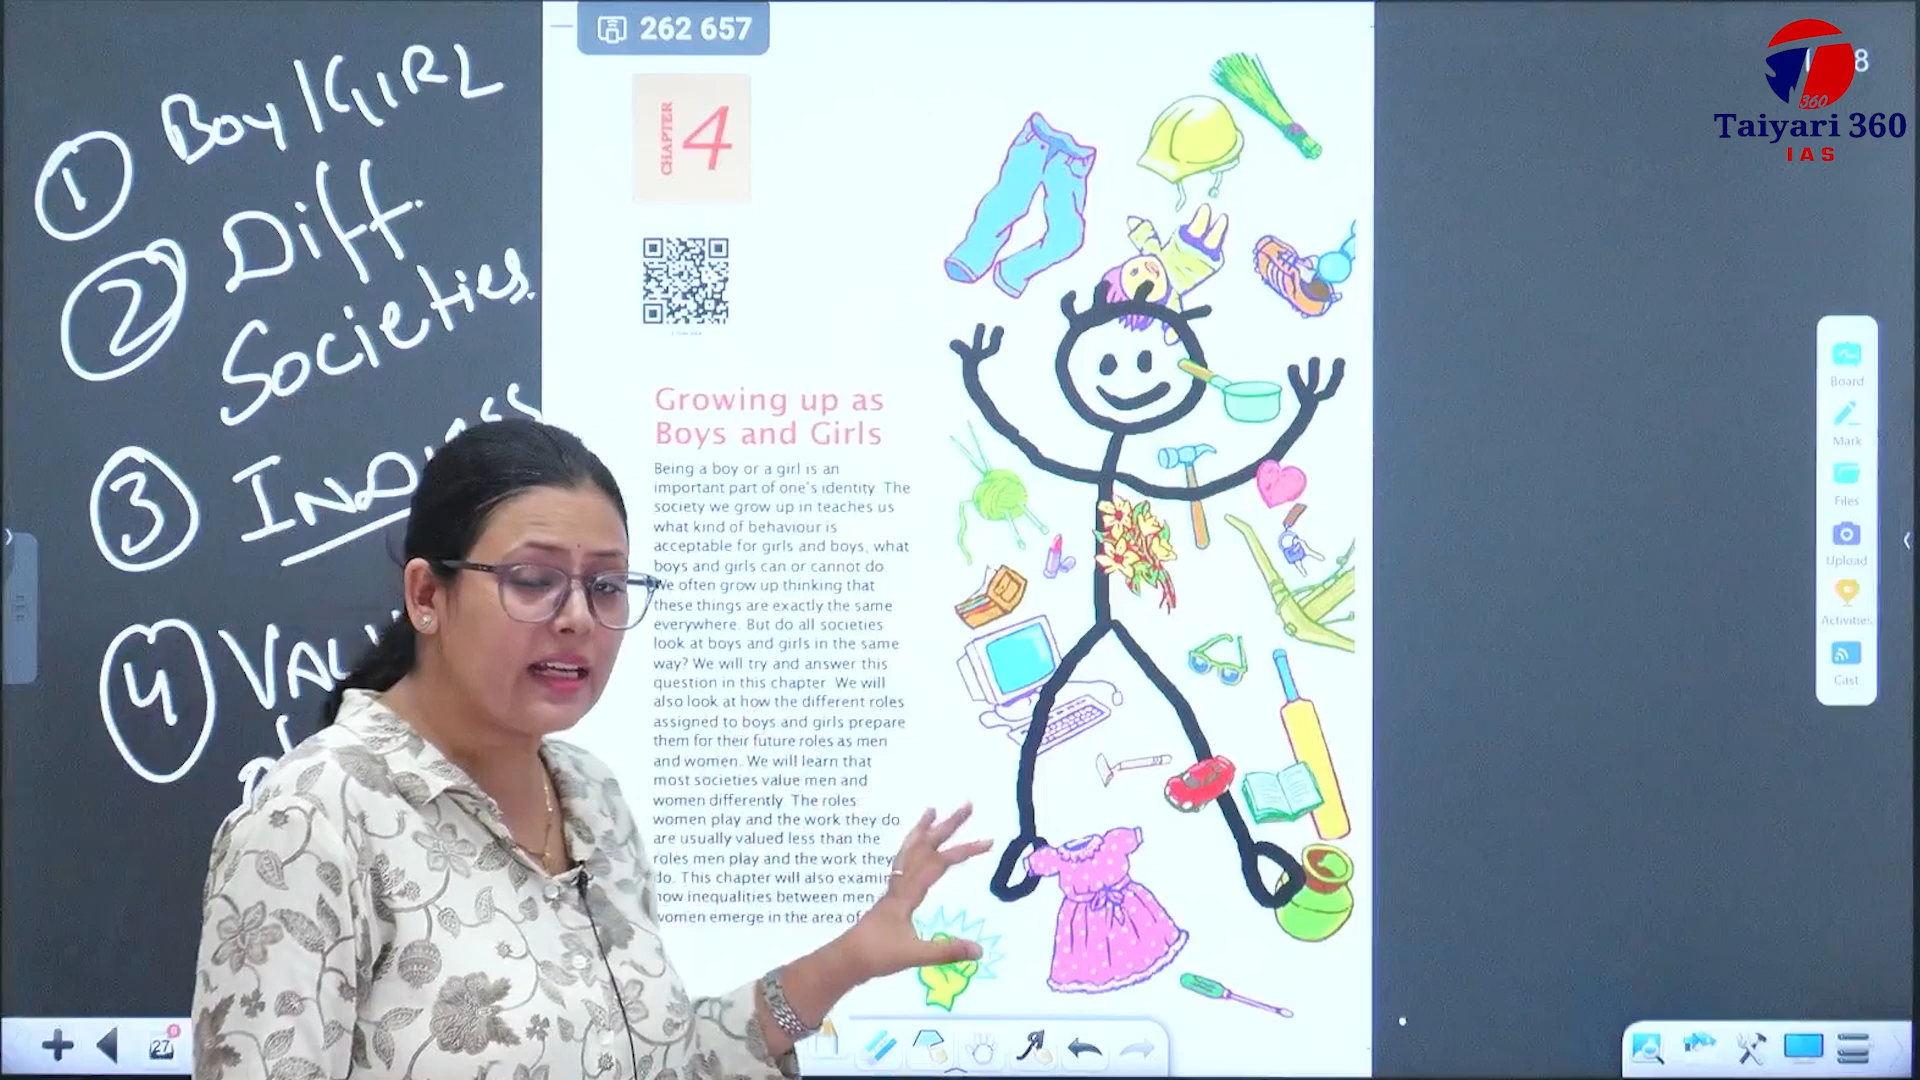 262 657
8
360
Taiyari 360
IAS
① Boy/GIRL
② Diff.
Societies.
③
④
CHAPTER
4
Growing up as
Boys and Girls
Being a boy or a girl is an
important part of one's identity. The
society we grow up in teaches us
what kind of behaviour is
acceptable for girls and boys, what
boys and girls can or cannot do.
We often grow up thinking that
these things are exactly the same
everywhere. But do all societies
look at boys and girls in the same
way? We will try and answer this
question in this chapter. We will
also look at how the different roles
assigned to boys and girls prepare
them for their future roles as men
and women. We will learn that
most societies value men and
women differently. The roles
women play and the work they do
are usually valued less than the
roles men play and the work they
do. This chapter will also examin
how inequalities between men
women emerge in the area of
Board
Mark
Files
Upload
Activities
Cast
27